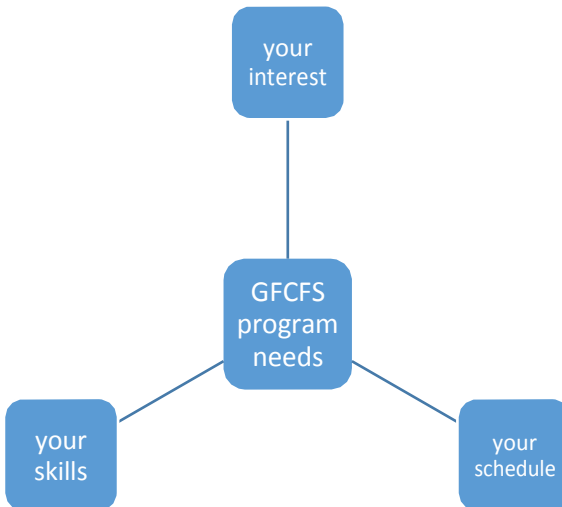 your
interest
GFCFS
program
needs
your
skills
your
schedule